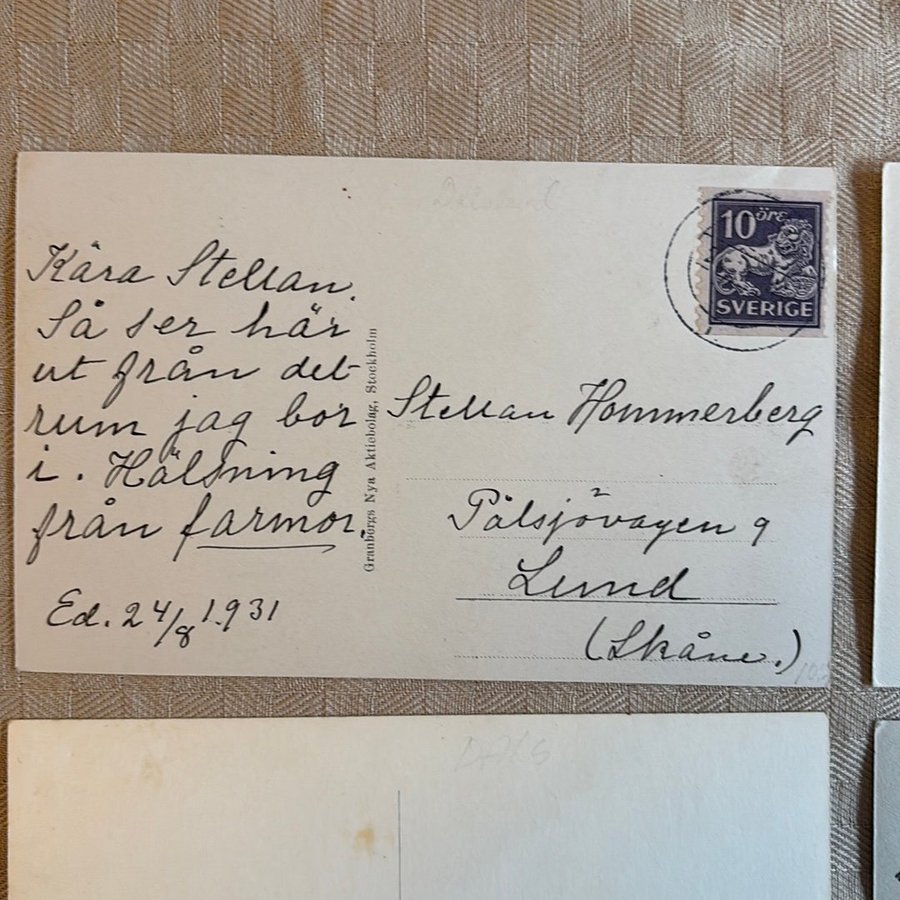 Kära Stellan.
Så ser här
ut från det
rum jag bor
i. Hälsning
från farmor.
Ed. 24/8 1931
Granbergs Nya Aktiebolag, Stockholm
10 öre
SVERIGE
Stellan Hommerberg
Pålsjövagen 9
Lund
(Skåne.)